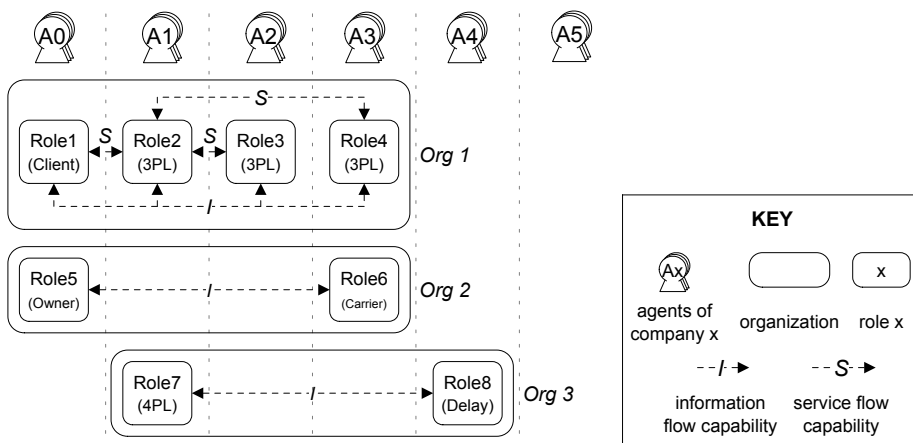 A0 A1 A2 A3 A4 A5
S
Role1 (Client)
S
Role2 (3PL)
S
Role3 (3PL)
Role4 (3PL)
Org 1
I
Role5 (Owner)
I
Role6 (Carrier)
Org 2
Role7 (4PL)
I
Role8 (Delay)
Org 3
KEY
Ax
x
agents of company x
organization
role x
I
S
information flow capability
service flow capability